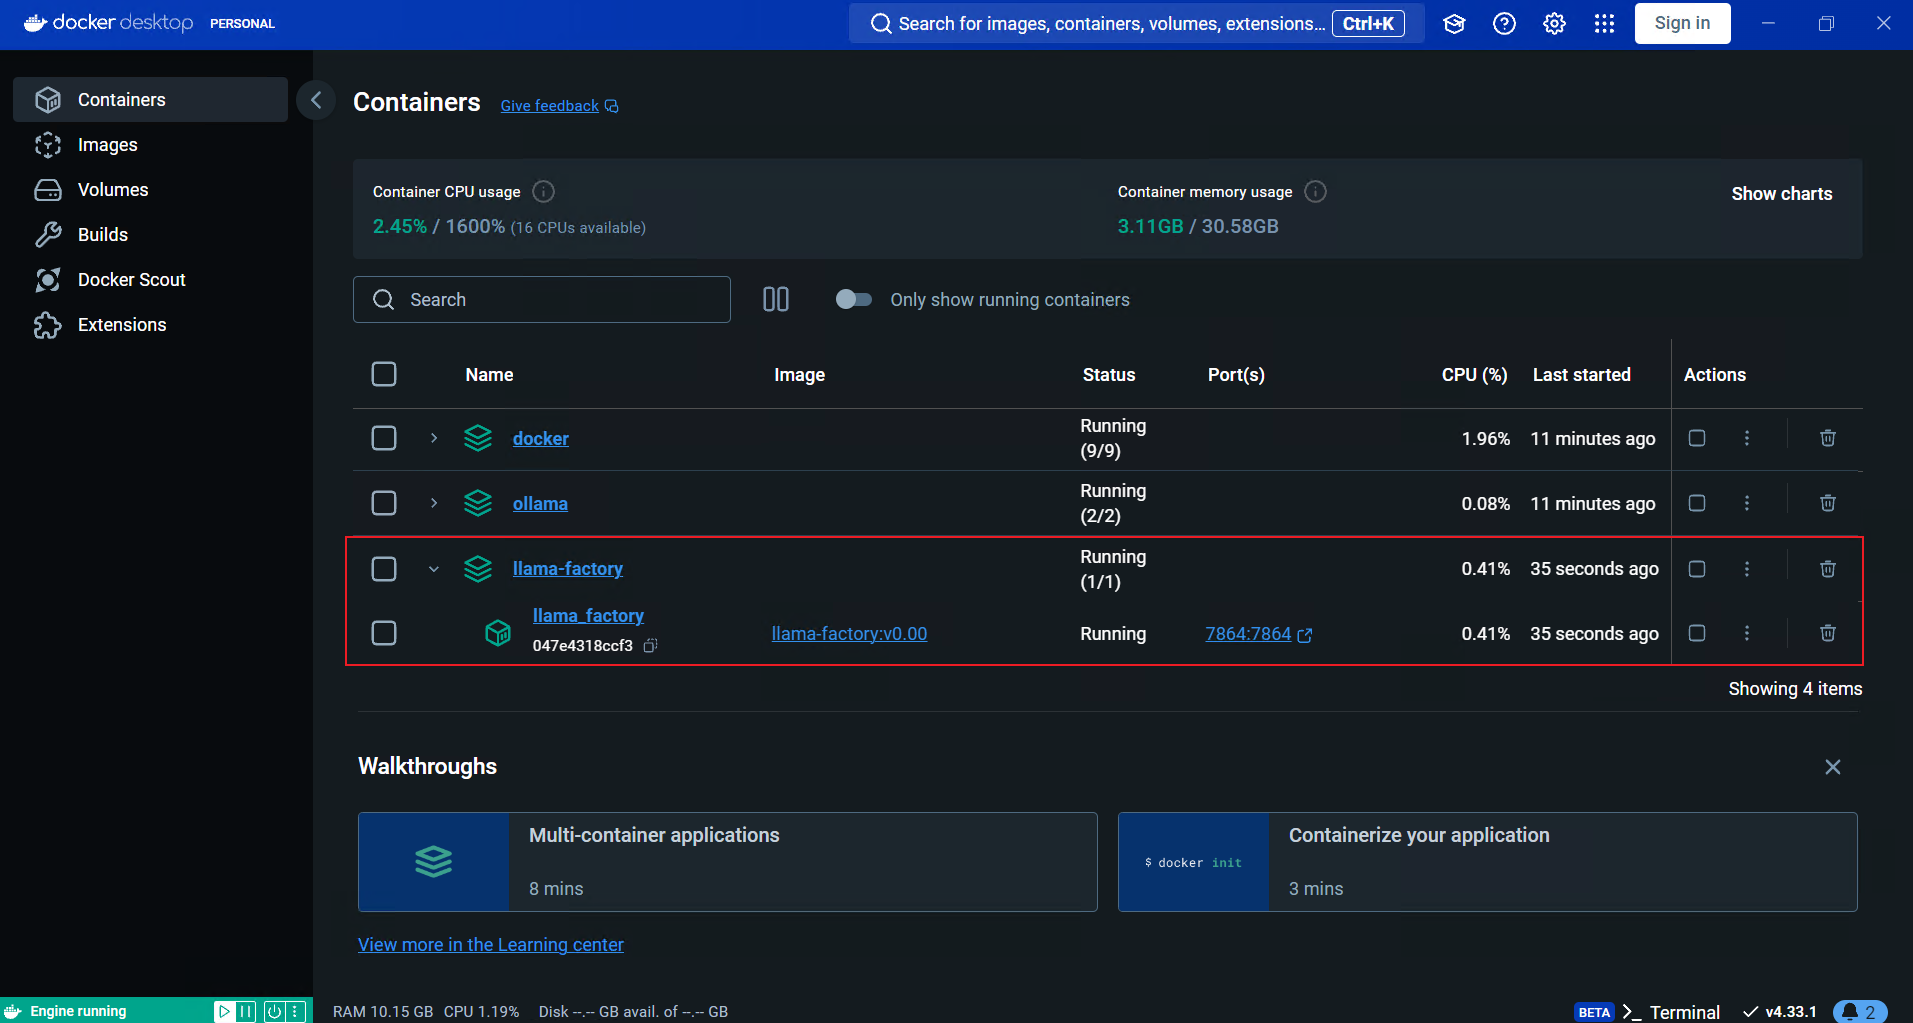 docker desktop PERSONAL
Search for images, containers, volumes, extensions... Ctrl+K
Sign in
Containers
Images
Volumes
Builds
Docker Scout
Extensions
Containers Give feedback
Container CPU usage
2.45% / 1600% (16 CPUs available)
Container memory usage
3.11GB / 30.58GB
Show charts
Search
Only show running containers
Name Image Status Port(s) CPU (%) Last started Actions
docker Running (9/9) 1.96% 11 minutes ago
ollama Running (2/2) 0.08% 11 minutes ago
llama-factory Running (1/1) 0.41% 35 seconds ago
llama_factory
047e4318ccf3
llama-factory:v0.00 Running 7864:7864 0.41% 35 seconds ago
Showing 4 items
Walkthroughs
Multi-container applications
8 mins
$ docker init
Containerize your application
3 mins
View more in the Learning center
Engine running
RAM 10.15 GB CPU 1.19% Disk --.-- GB avail. of --.-- GB
BETA >_ Terminal v4.33.1 2